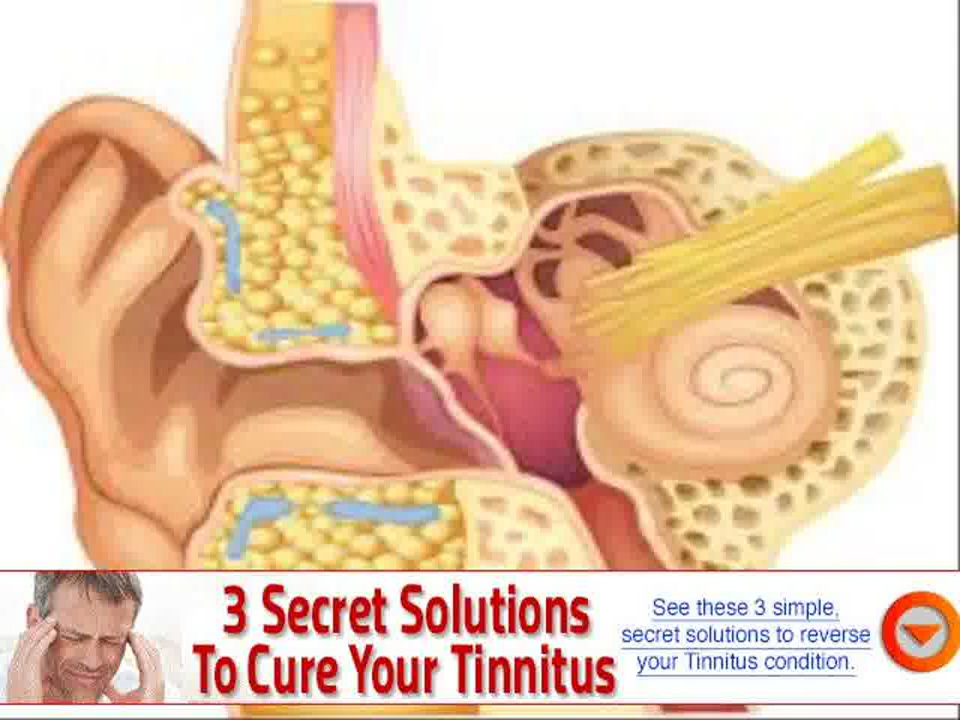 3 Secret Solutions
To Cure Your Tinnitus
See these 3 simple,
secret solutions to reverse
your Tinnitus condition.